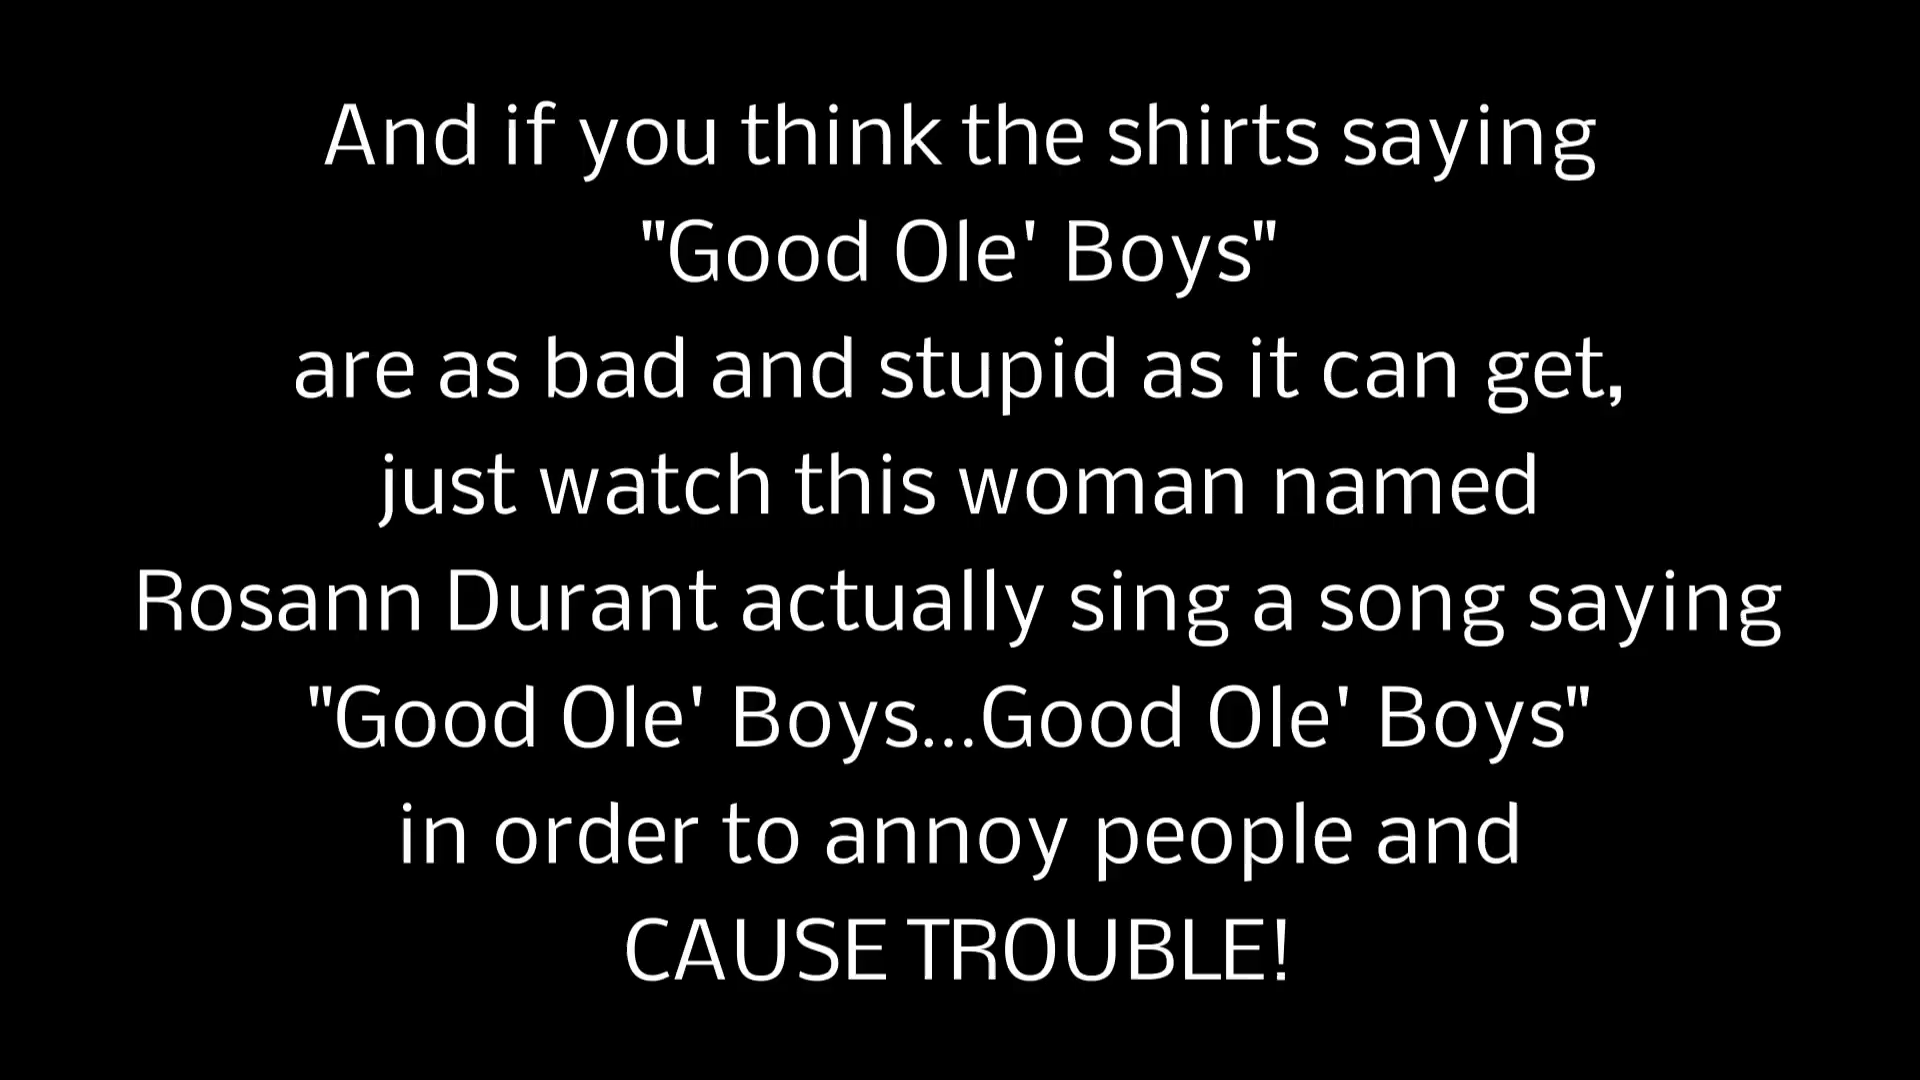 And if you think the shirts saying
"Good Ole' Boys"
are as bad and stupid as it can get,
just watch this woman named
Rosann Durant actually sing a song saying
"Good Ole' Boys...Good Ole' Boys"
in order to annoy people and
CAUSE TROUBLE!